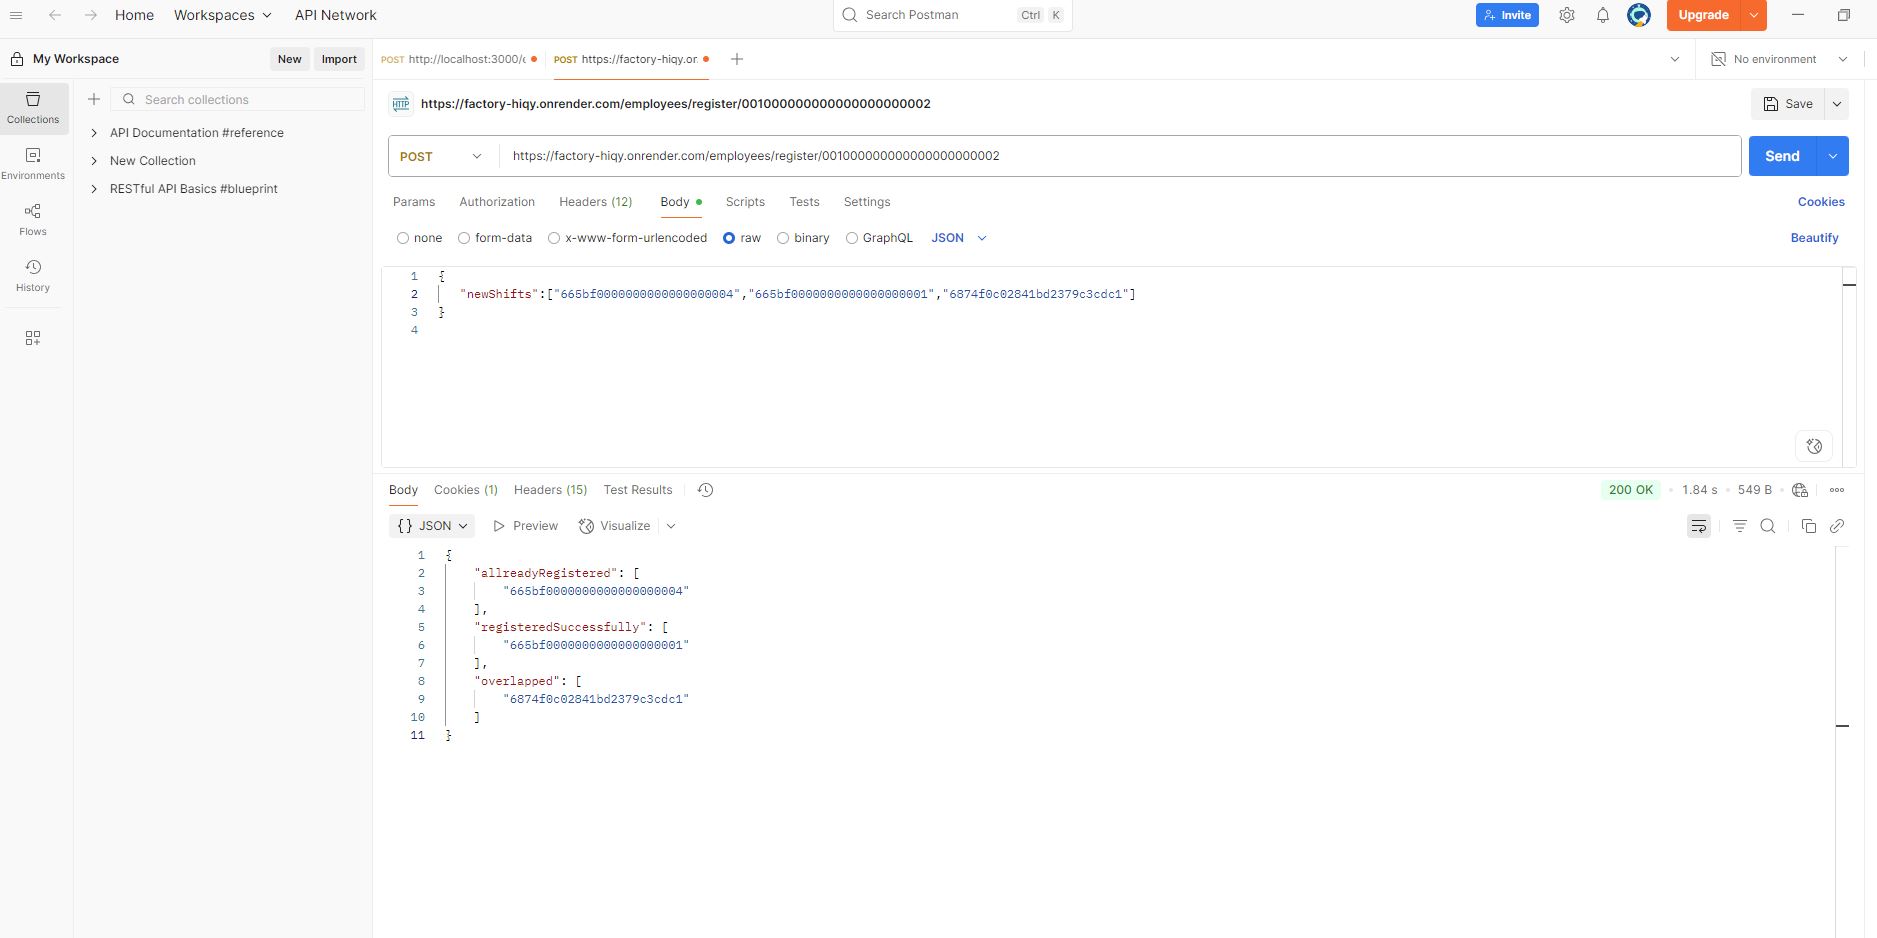 Home Workspaces API Network Search Postman Ctrl K Invite Upgrade
My Workspace New Import POST http://localhost:3000/e POST https://factory-hiqy.or No environment
Search collections
Collections
API Documentation #reference
New Collection
RESTful API Basics #blueprint
Environments
Flows
History
HTTP https://factory-hiqy.onrender.com/employees/register/001000000000000000000002 Save
POST https://factory-hiqy.onrender.com/employees/register/001000000000000000000002 Send
Params Authorization Headers (12) Body Scripts Tests Settings Cookies
none form-data x-www-form-urlencoded raw binary GraphQL JSON Beautify
1 {
2 "newShifts":["665bf0000000000000000004","665bf0000000000000000001","6874f0c02841bd2379c3cdc1"]
3 }
4
Body Cookies (1) Headers (15) Test Results 200 OK 1.84 s 549 B
{} JSON Preview Visualize
1 {
2 "allreadyRegistered": [
3 "665bf0000000000000000004"
4 ],
5 "registeredSuccessfully": [
6 "665bf0000000000000000001"
7 ],
8 "overlapped": [
9 "6874f0c02841bd2379c3cdc1"
10 ]
11 }